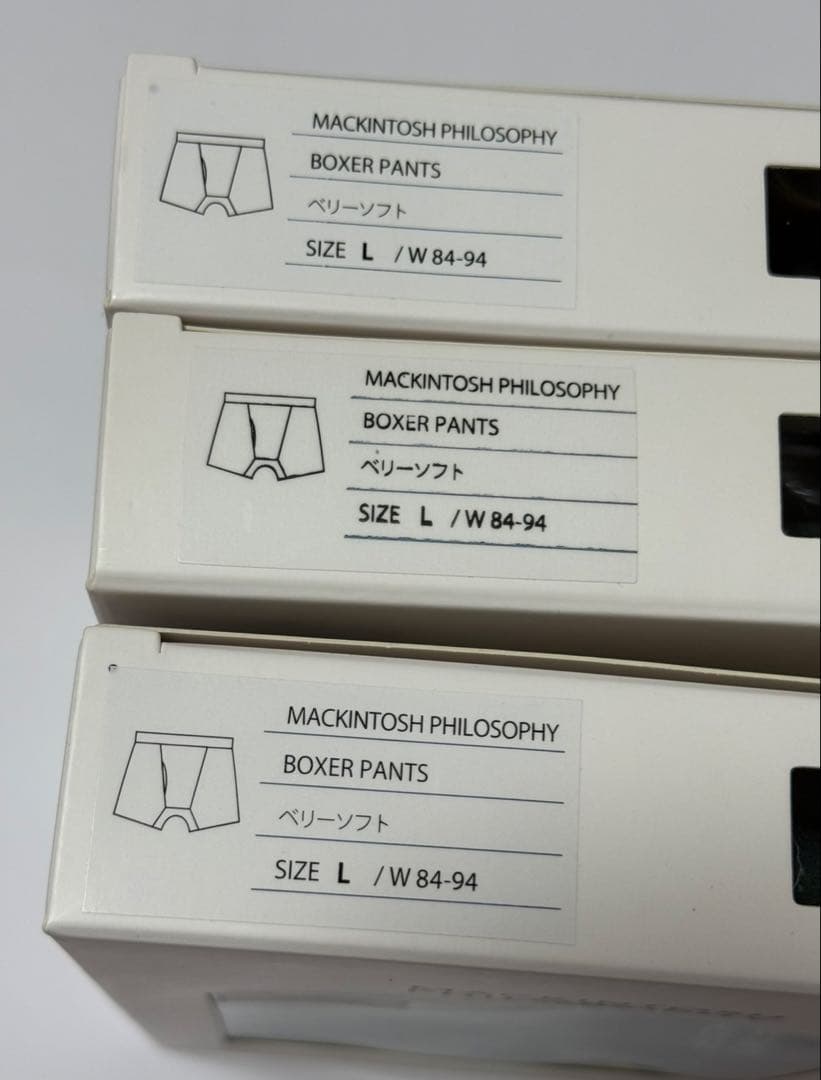 MACKINTOSH PHILOSOPHY
BOXER PANTS
ベリーソフト
SIZE L / W 84-94
MACKINTOSH PHILOSOPHY
BOXER PANTS
ベリーソフト
SIZE L / W 84-94
MACKINTOSH PHILOSOPHY
BOXER PANTS
ベリーソフト
SIZE L / W 84-94